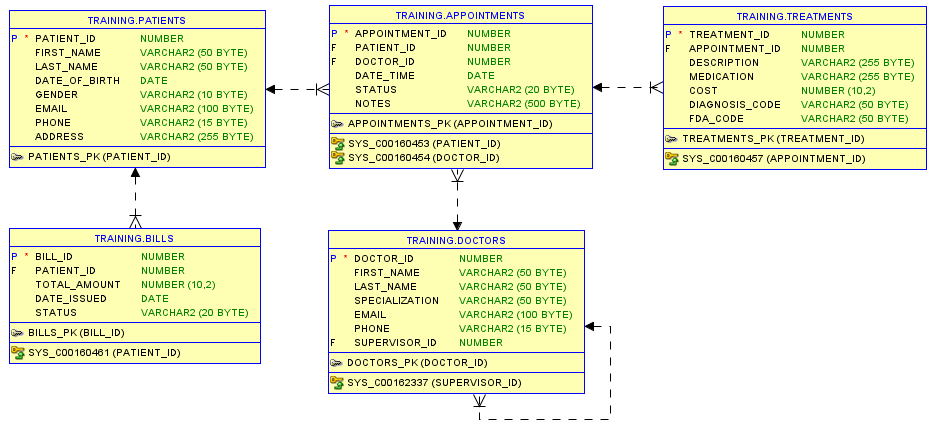 TRAINING.PATIENTS
P * PATIENT_ID NUMBER
FIRST_NAME VARCHAR2 (50 BYTE)
LAST_NAME VARCHAR2 (50 BYTE)
DATE_OF_BIRTH DATE
GENDER VARCHAR2 (10 BYTE)
EMAIL VARCHAR2 (100 BYTE)
PHONE VARCHAR2 (15 BYTE)
ADDRESS VARCHAR2 (255 BYTE)
PATIENTS_PK (PATIENT_ID)
TRAINING.APPOINTMENTS
P * APPOINTMENT_ID NUMBER
F PATIENT_ID NUMBER
F DOCTOR_ID NUMBER
DATE_TIME DATE
STATUS VARCHAR2 (20 BYTE)
NOTES VARCHAR2 (500 BYTE)
APPOINTMENTS_PK (APPOINTMENT_ID)
SYS_C00160453 (PATIENT_ID)
SYS_C00160454 (DOCTOR_ID)
TRAINING.TREATMENTS
P * TREATMENT_ID NUMBER
F APPOINTMENT_ID NUMBER
DESCRIPTION VARCHAR2 (255 BYTE)
MEDICATION VARCHAR2 (255 BYTE)
COST NUMBER (10,2)
DIAGNOSIS_CODE VARCHAR2 (50 BYTE)
FDA_CODE VARCHAR2 (50 BYTE)
TREATMENTS_PK (TREATMENT_ID)
SYS_C00160457 (APPOINTMENT_ID)
TRAINING.BILLS
P * BILL_ID NUMBER
F PATIENT_ID NUMBER
TOTAL_AMOUNT NUMBER (10,2)
DATE_ISSUED DATE
STATUS VARCHAR2 (20 BYTE)
BILLS_PK (BILL_ID)
SYS_C00160461 (PATIENT_ID)
TRAINING.DOCTORS
P * DOCTOR_ID NUMBER
FIRST_NAME VARCHAR2 (50 BYTE)
LAST_NAME VARCHAR2 (50 BYTE)
SPECIALIZATION VARCHAR2 (50 BYTE)
EMAIL VARCHAR2 (100 BYTE)
PHONE VARCHAR2 (15 BYTE)
F SUPERVISOR_ID NUMBER
DOCTORS_PK (DOCTOR_ID)
SYS_C00162337 (SUPERVISOR_ID)